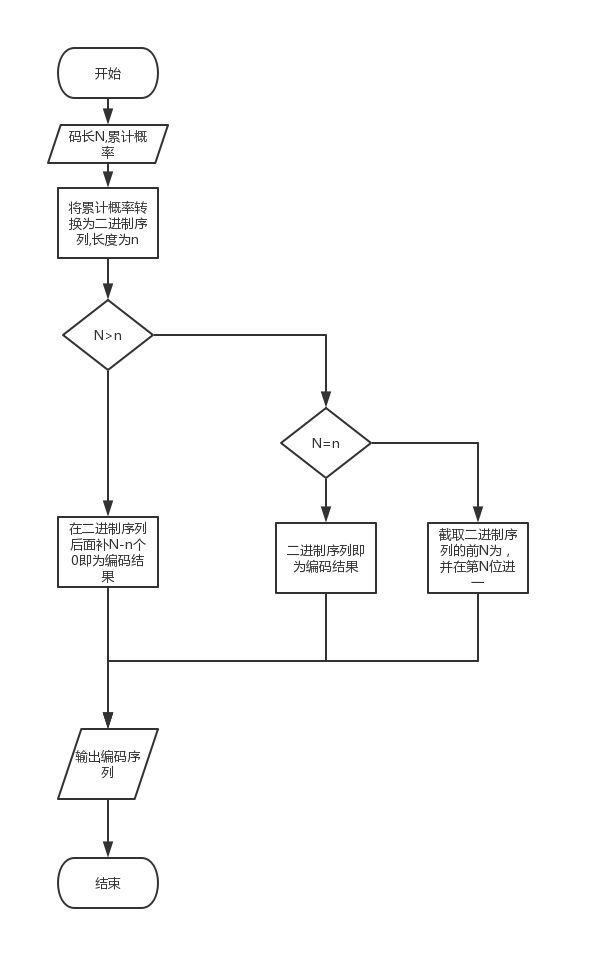 开始
码长N,累计概
率
将累计概率转
换为二进制序
列,长度为n
N>n
N=n
在二进制序列
后面补N-n个
0即为编码结
果
二进制序列即
为编码结果
截取二进制序
列的前N为，
并在第N位进
一
输出编码序
列
结束